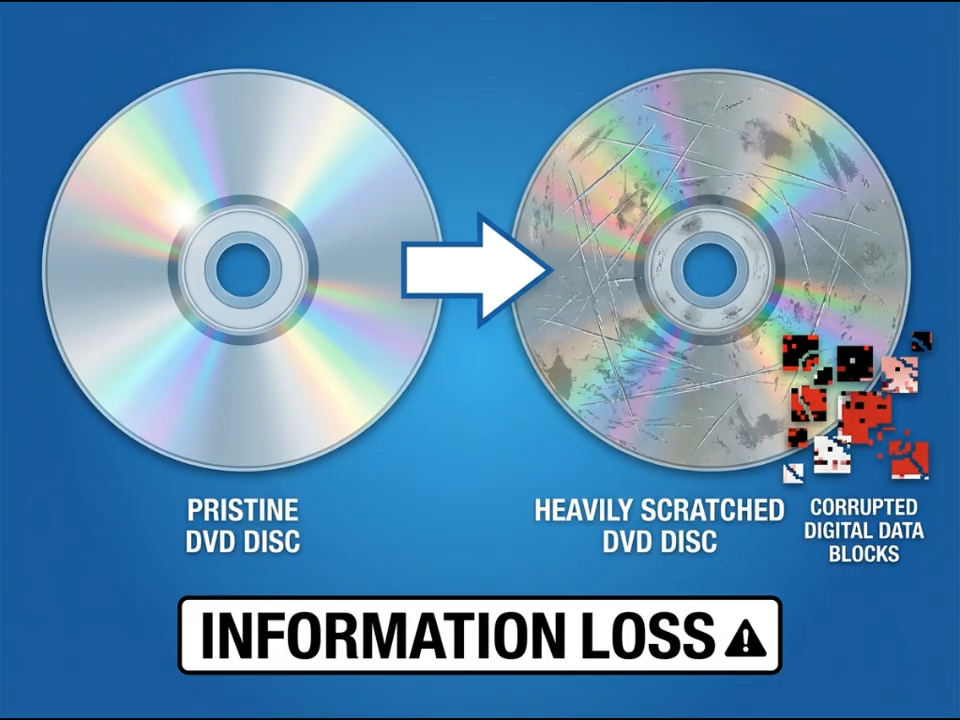 PRISTINE
DVD DISC
HEAVILY SCRATCHED
DVD DISC
CORRUPTED
DIGITAL DATA
BLOCKS
INFORMATION LOSS